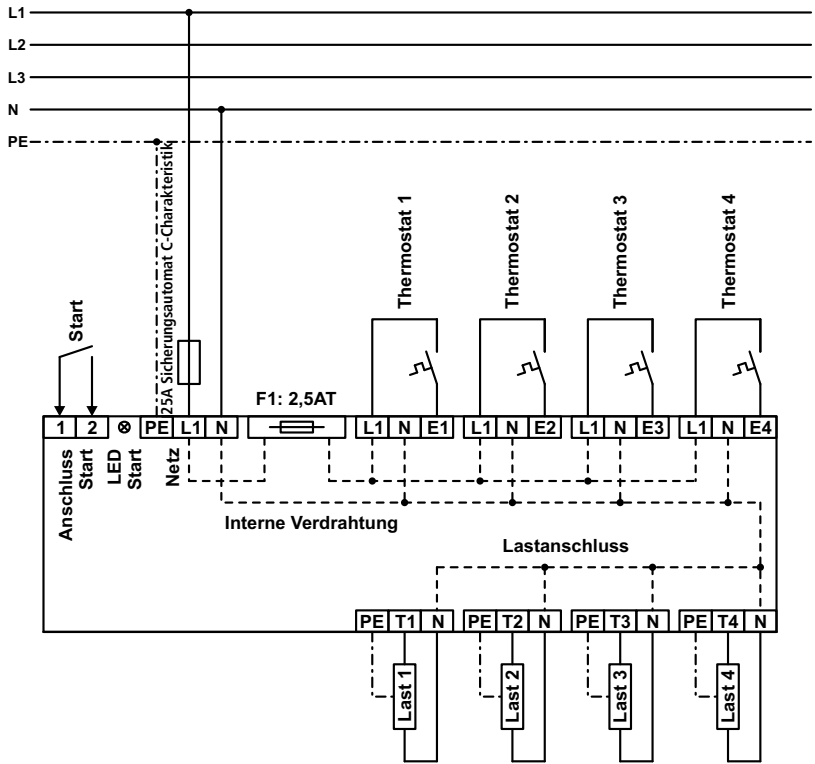 L1
L2
L3
N
PE
25A Sicherungsautomat C-Charakteristik
Thermostat 1
Thermostat 2
Thermostat 3
Thermostat 4
Start
F1: 2,5AT
1 2 PE L1 N L1 N E1 L1 N E2 L1 N E3 L1 N E4
Anschluss
Start
LED
Start
Netz
Interne Verdrahtung
Lastanschluss
PE T1 N PE T2 N PE T3 N PE T4 N
Last 1
Last 2
Last 3
Last 4